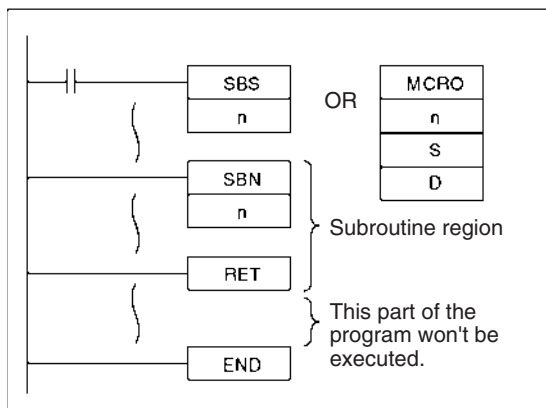 SBS
n
OR
MCRO
n
S
D
SBN
n
Subroutine region
RET
This part of the
program won't be
executed.
END